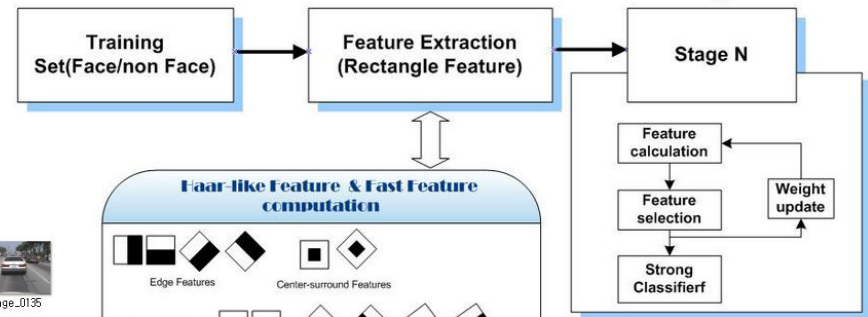 Training
Set(Face/non Face)
Feature Extraction
(Rectangle Feature)
Stage N
Feature
calculation
Feature
selection
Weight
update
Strong
Classifierf
Haar-like Feature & Fast Feature
computation
Edge Features
Center-surround Features